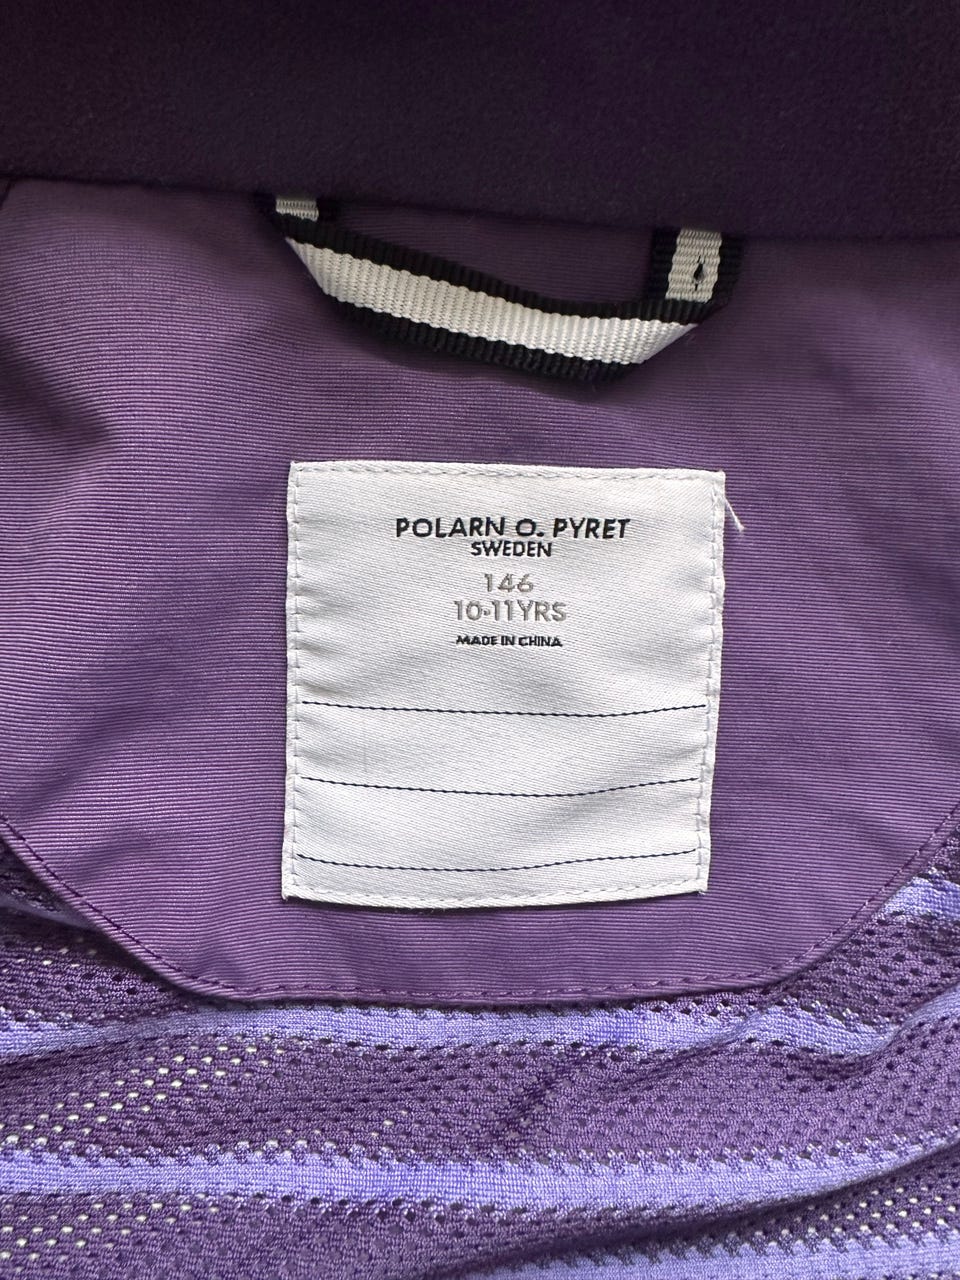 POLARN O. PYRET
SWEDEN
146
10-11YRS
MADE IN CHINA